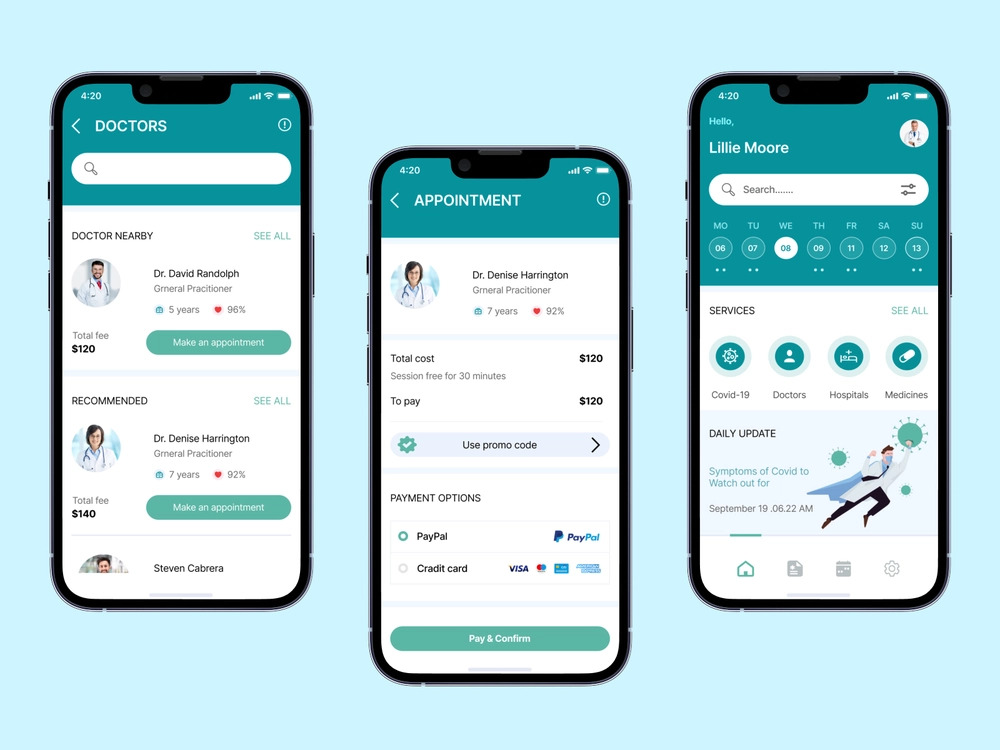 4:20
DOCTORS
DOCTOR NEARBY SEE ALL
Dr. David Randolph
Grneral Pracitioner
5 years 96%
Total fee
$120
Make an appointment
RECOMMENDED SEE ALL
Dr. Denise Harrington
Grneral Pracitioner
7 years 92%
Total fee
$140
Make an appointment
Steven Cabrera
4:20
APPOINTMENT
Dr. Denise Harrington
Grneral Pracitioner
7 years 92%
Total cost $120
Session free for 30 minutes
To pay $120
Use promo code
PAYMENT OPTIONS
PayPal PayPal
Cradit card VISA
Pay & Confirm
4:20
Hello,
Lillie Moore
Search.......
MO TU WE TH FR SA SU
06 07 08 09 11 12 13
SERVICES SEE ALL
Covid-19 Doctors Hospitals Medicines
DAILY UPDATE
Symptoms of Covid to
Watch out for
September 19 .06.22 AM